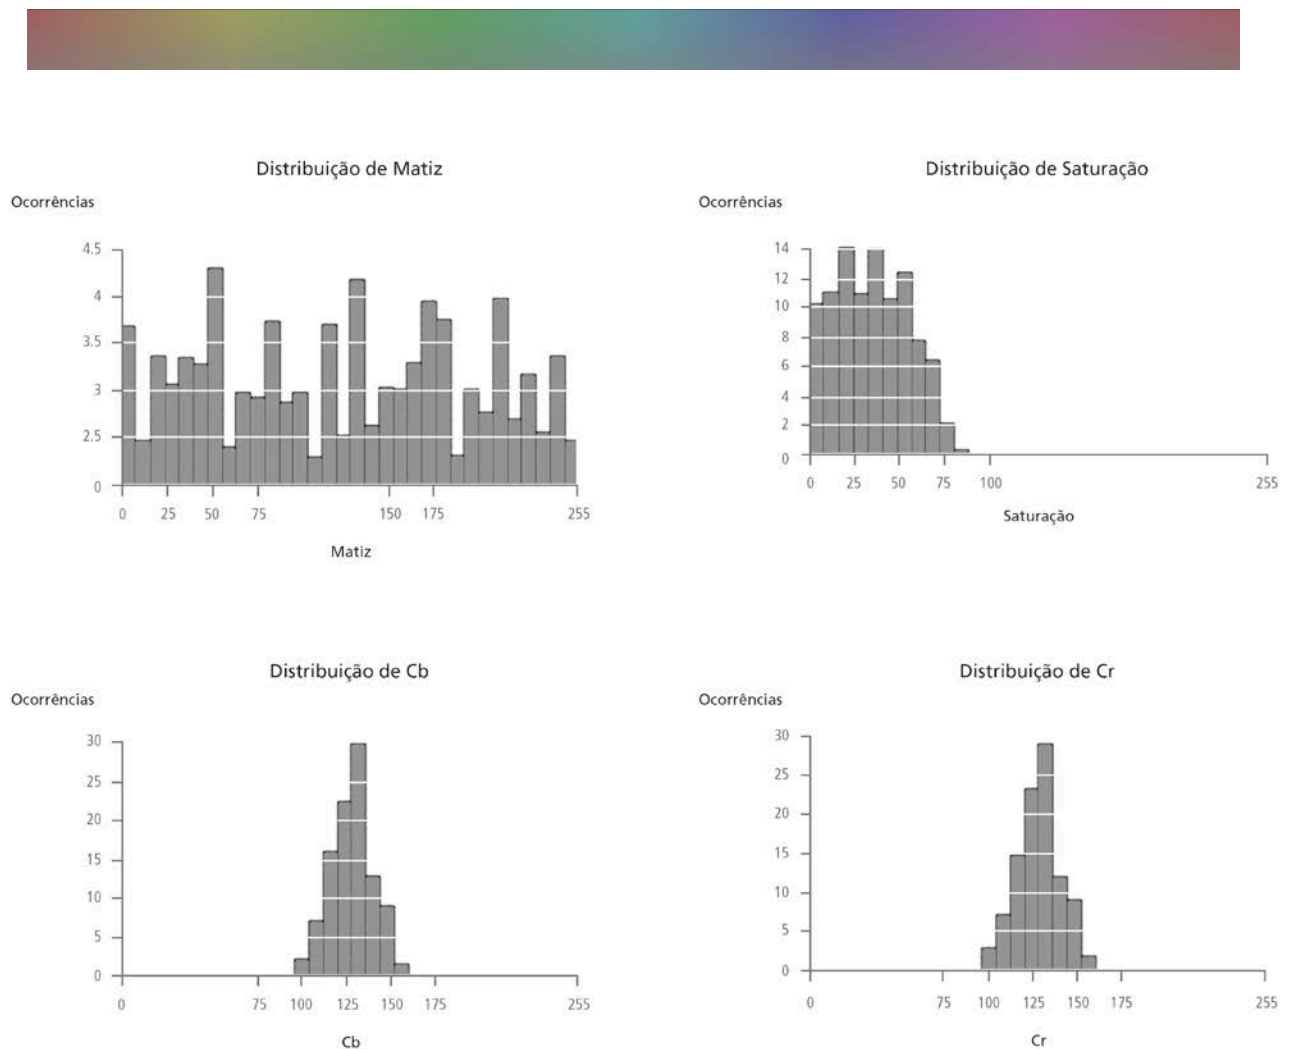 Distribuição de Matiz
Ocorrências
4.5
4
3.5
3
2.5
0
0 25 50 75 150 175 255
Matiz
Distribuição de Saturação
Ocorrências
14
12
10
8
6
4
2
0
0 25 50 75 100 255
Saturação
Distribuição de Cb
Ocorrências
30
25
20
15
10
5
0
0 75 100 125 150 175 255
Cb
Distribuição de Cr
Ocorrências
30
25
20
15
10
5
0
0 75 100 125 150 175 255
Cr